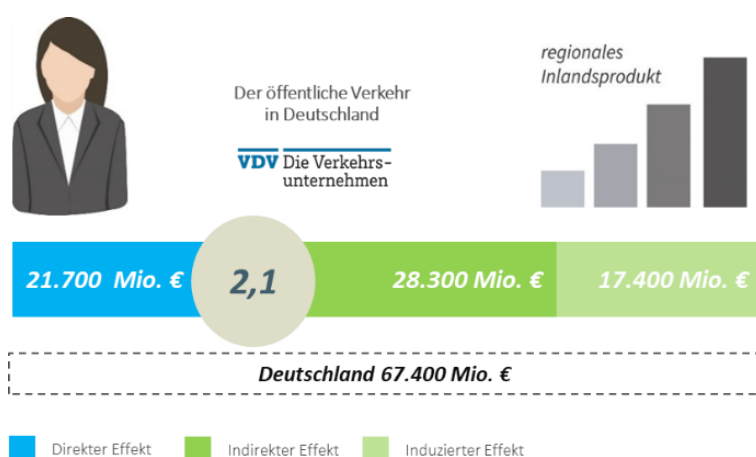 Der öffentliche Verkehr
in Deutschland
VDV Die Verkehrs-
unternehmen
regionales
Inlandsprodukt
21.700 Mio. €
2,1
28.300 Mio. €
17.400 Mio. €
Deutschland 67.400 Mio. €
Direkter Effekt
Indirekter Effekt
Induzierter Effekt